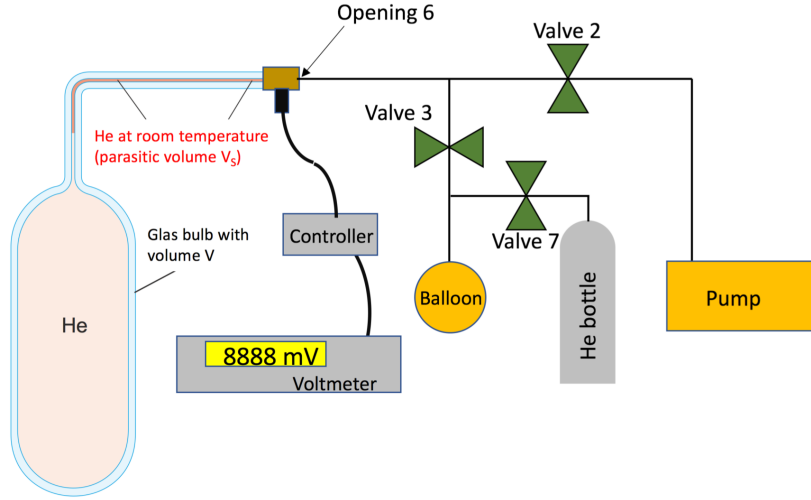 Opening 6
Valve 2
Valve 3
He at room temperature
(parasitic volume VS)
Glas bulb with
volume V
Controller
Valve 7
He
Balloon
He bottle
Pump
8888 mV
Voltmeter